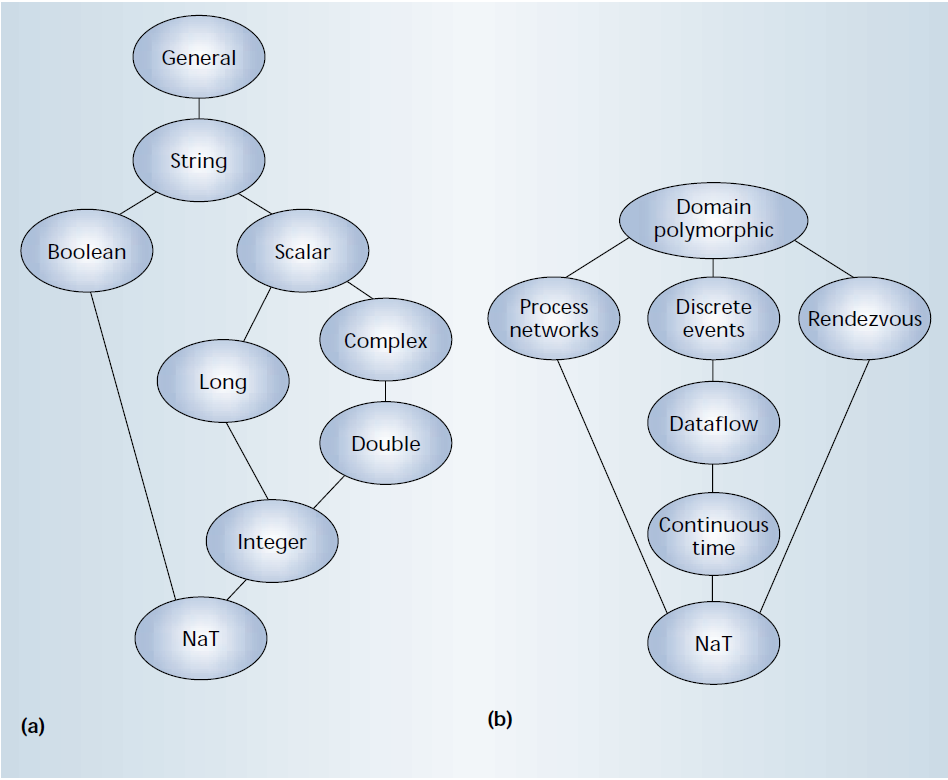 General
String
Boolean
Scalar
Complex
Long
Double
Integer
NaT
(a)
Domain
polymorphic
Process
networks
Discrete
events
Rendezvous
Dataflow
Continuous
time
NaT
(b)